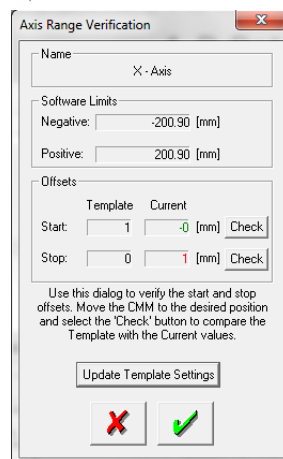 Axis Range Verification
Name
X - Axis
Software Limits
Negative: -200.90 [mm]
Positive: 200.90 [mm]
Offsets
Template Current
Start: 1 -0 [mm] Check
Stop: 0 1 [mm] Check
Use this dialog to verify the start and stop
offsets. Move the CMM to the desired position
and select the 'Check' button to compare the
Template with the Current values.
Update Template Settings